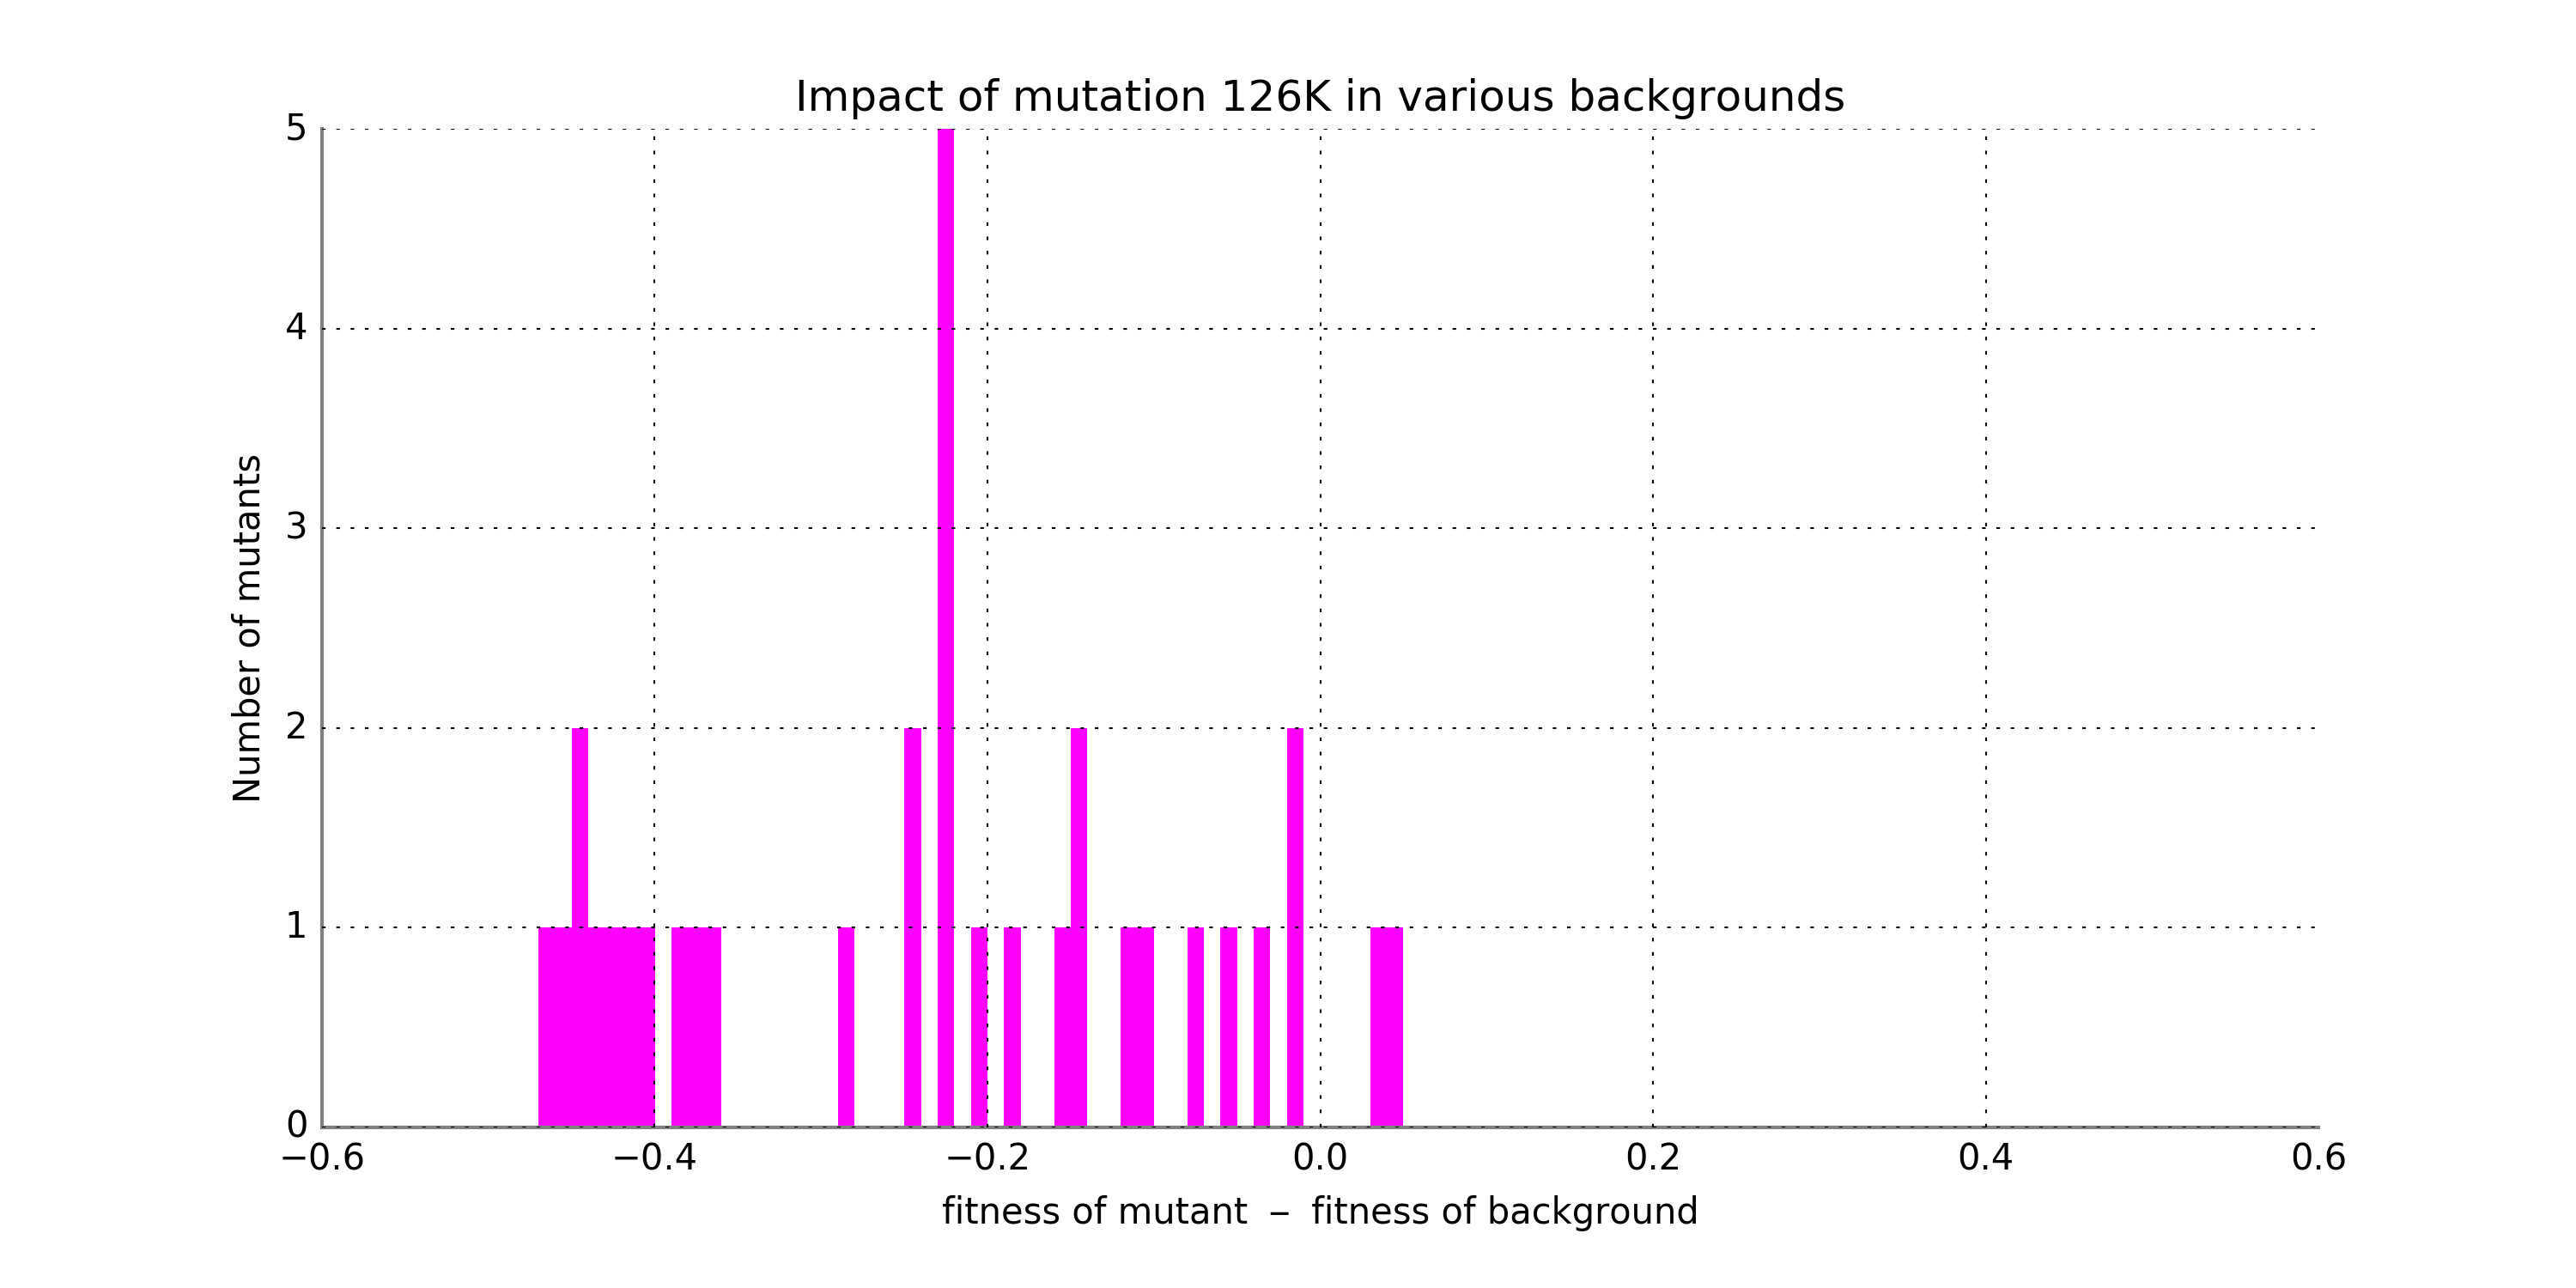 Impact of mutation 126K in various backgrounds
5
4
3
2
1
0
Number of mutants
−0.6 −0.4 −0.2 0.0 0.2 0.4 0.6
fitness of mutant − fitness of background